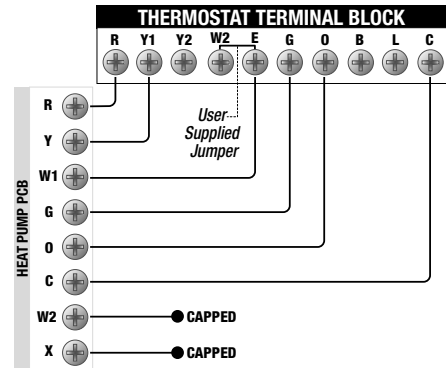 THERMOSTAT TERMINAL BLOCK
R Y1 Y2 W2 E G O B L C
User
Supplied
Jumper
HEAT PUMP PCB
R
Y
W1
G
O
C
W2 CAPPED
X CAPPED